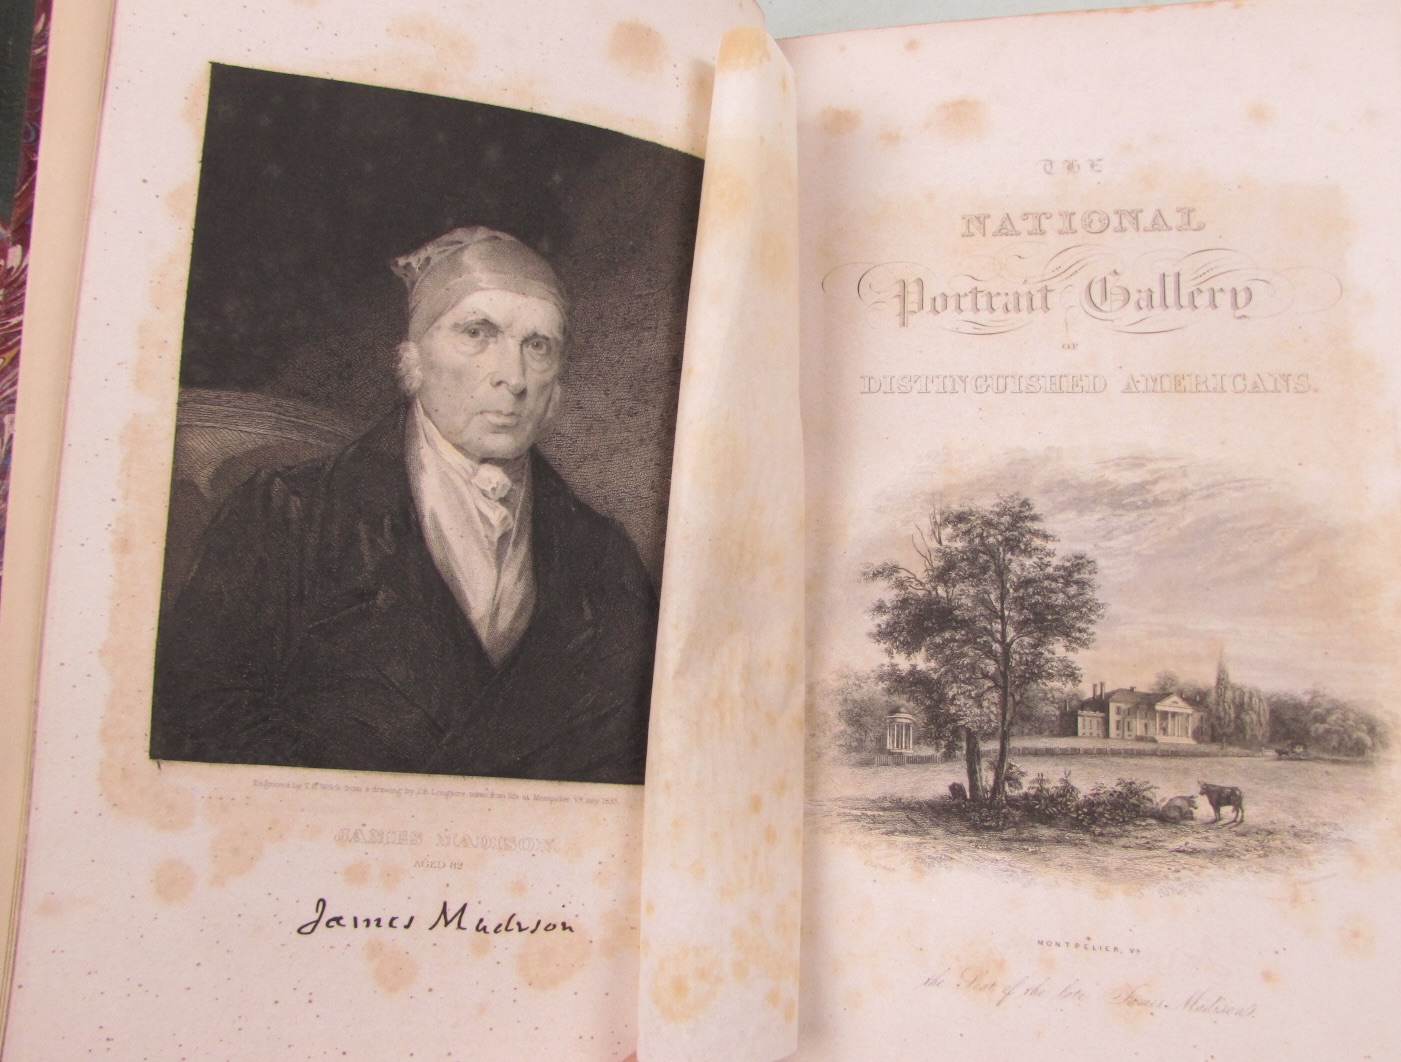 Engraved by T. B. Welch from a drawing by J. B. Longacre taken from life at Montpelier Va. July 1833.
JAMES MADISON
AGED 82
James Madison
THE
NATIONAL
Portrait Gallery
OF
DISTINGUISHED AMERICANS.
MONTPELIER, Va.
the Seat of the late James Madison.